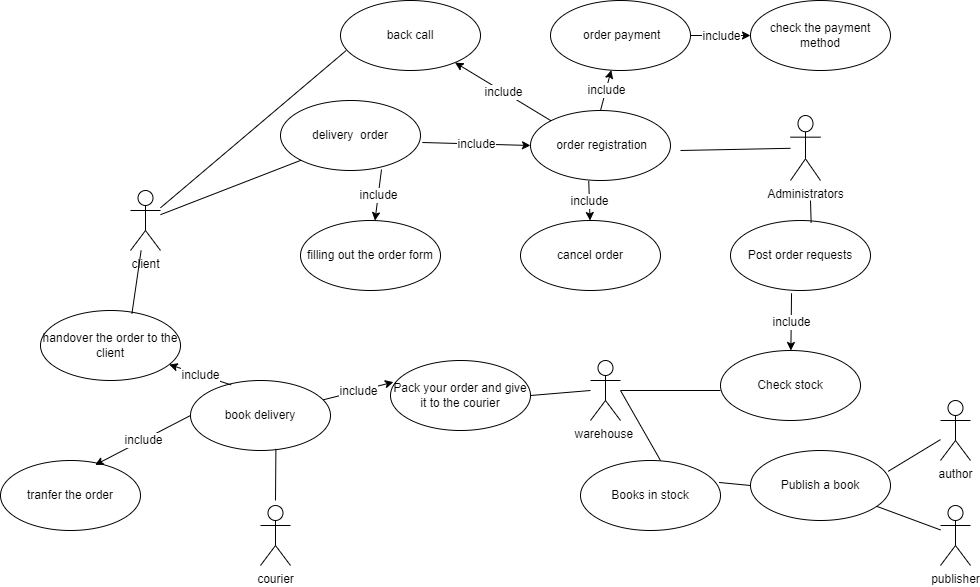 back call
order payment
include
check the payment
method
include
include
delivery order
include
order registration
include
include
Administrators
client
filling out the order form
cancel order
Post order requests
include
handover the order to the
client
include
include
Pack your order and give
it to the courier
Check stock
book delivery
warehouse
include
author
tranfer the order
Books in stock
Publish a book
courier
publisher